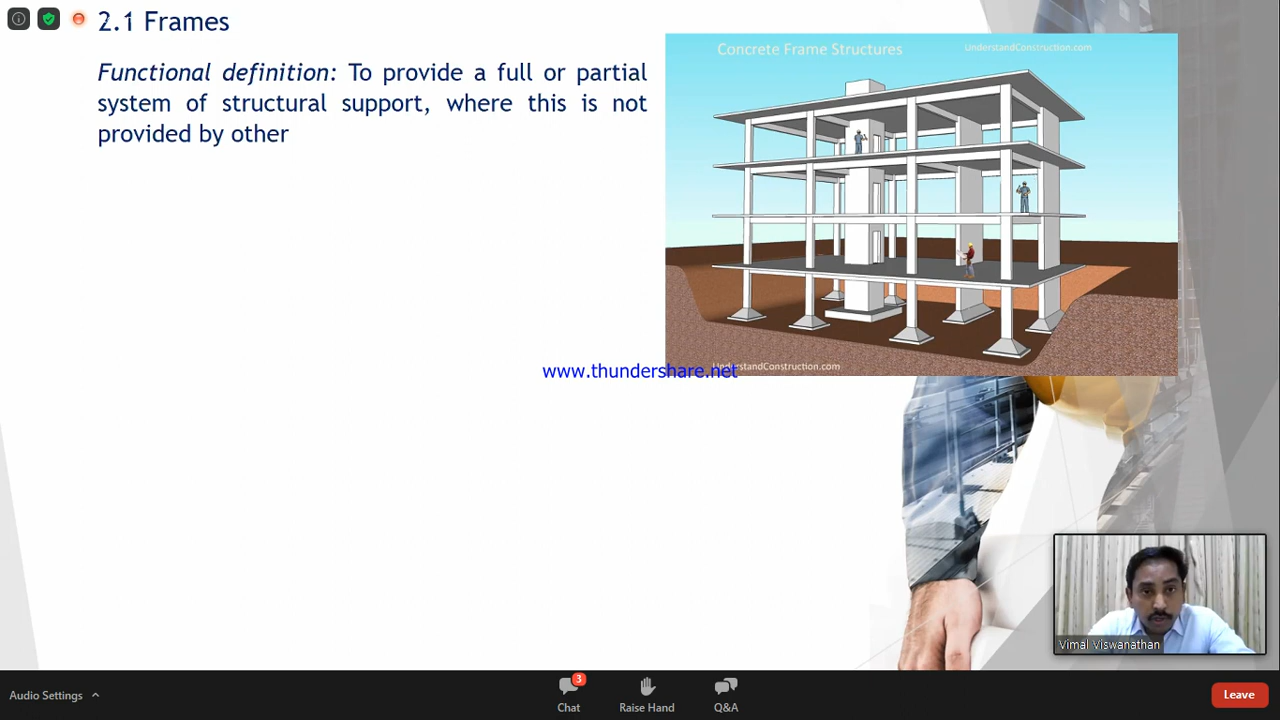 2.1 Frames
Functional definition: To provide a full or partial
system of structural support, where this is not
provided by other
Concrete Frame Structures
UnderstandConstruction.com
UnderstandConstruction.com
www.thundershare.net
Vimal Viswanathan
Audio Settings
3
Chat
Raise Hand
Q&A
Leave